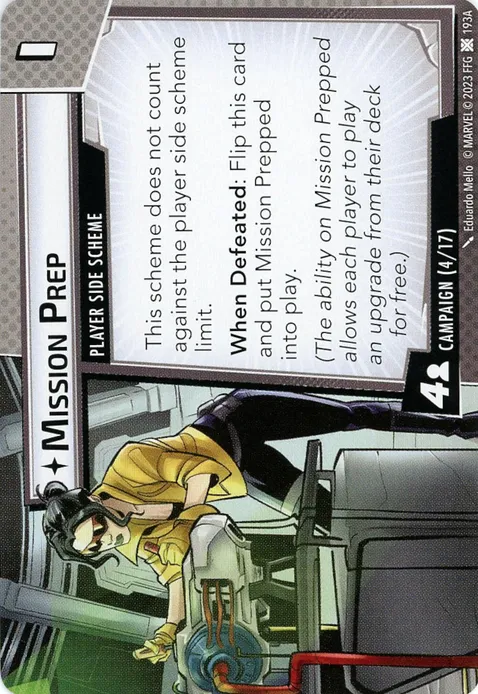 Mission Prep
PLAYER SIDE SCHEME
This scheme does not count
against the player side scheme
limit.
When Defeated: Flip this card
and put Mission Prepped
into play.
(The ability on Mission Prepped
allows each player to play
an upgrade from their deck
for free.)
4
CAMPAIGN (4/17)
Eduardo Mello © MARVEL © 2023 FFG 193A